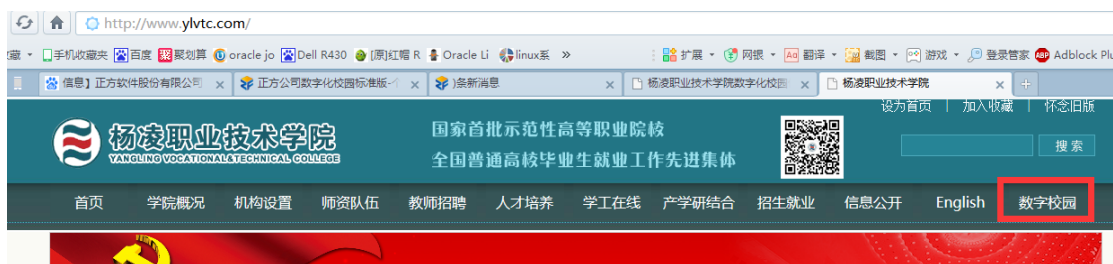 http://www.ylvtc.com/
藏 手机收藏夹 百度 聚划算 oracle jo Dell R430 [原]红帽 R Oracle Li linux系 » 扩展 网银 翻译 截图 游戏 登录管家 Adblock Plu
信息】正方软件股份有限公司 正方公司数字化校园标准版-个 )条新消息 杨凌职业技术学院数字化校园 杨凌职业技术学院
设为首页 | 加入收藏 | 怀念旧版
杨凌职业技术学院
YANGLING VOCATIONAL & TECHNICAL COLLEGE
国家首批示范性高等职业院校
全国普通高校毕业生就业工作先进集体
搜 索
首页 学院概况 机构设置 师资队伍 教师招聘 人才培养 学工在线 产学研结合 招生就业 信息公开 English 数字校园